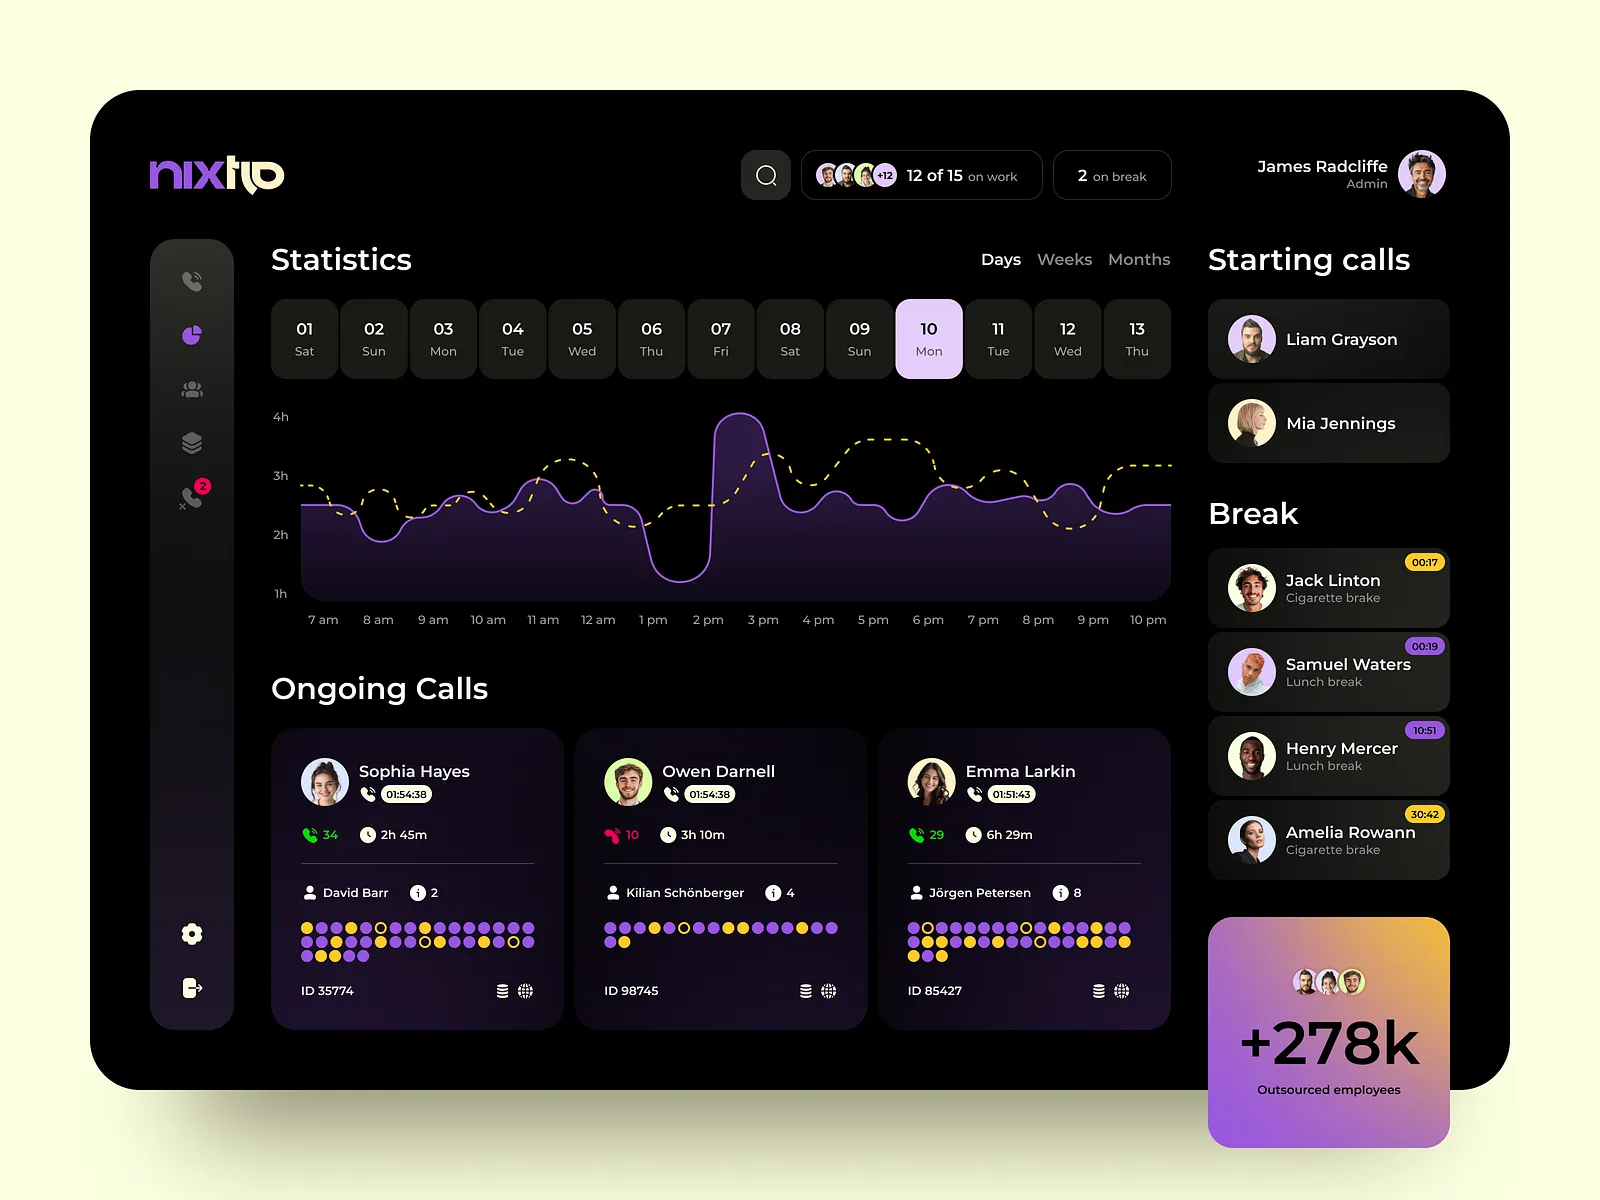 nixtio
+12 12 of 15 on work
2 on break
James Radcliffe
Admin
Statistics
Days Weeks Months
01 02 03 04 05 06 07 08 09 10 11 12 13
Sat Sun Mon Tue Wed Thu Fri Sat Sun Mon Tue Wed Thu
4h
3h
2h
1h
7 am 8 am 9 am 10 am 11 am 12 am 1 pm 2 pm 3 pm 4 pm 5 pm 6 pm 7 pm 8 pm 9 pm 10 pm
2
Ongoing Calls
Sophia Hayes
01:54:38
34 2h 45m
David Barr i 2
ID 35774
Owen Darnell
01:54:38
10 3h 10m
Kilian Schönberger i 4
ID 98745
Emma Larkin
01:51:43
29 6h 29m
Jörgen Petersen i 8
ID 85427
Starting calls
Liam Grayson
Mia Jennings
Break
00:17
Jack Linton
Cigarette brake
00:19
Samuel Waters
Lunch break
10:51
Henry Mercer
Lunch break
30:42
Amelia Rowann
Cigarette brake
+278k
Outsourced employees